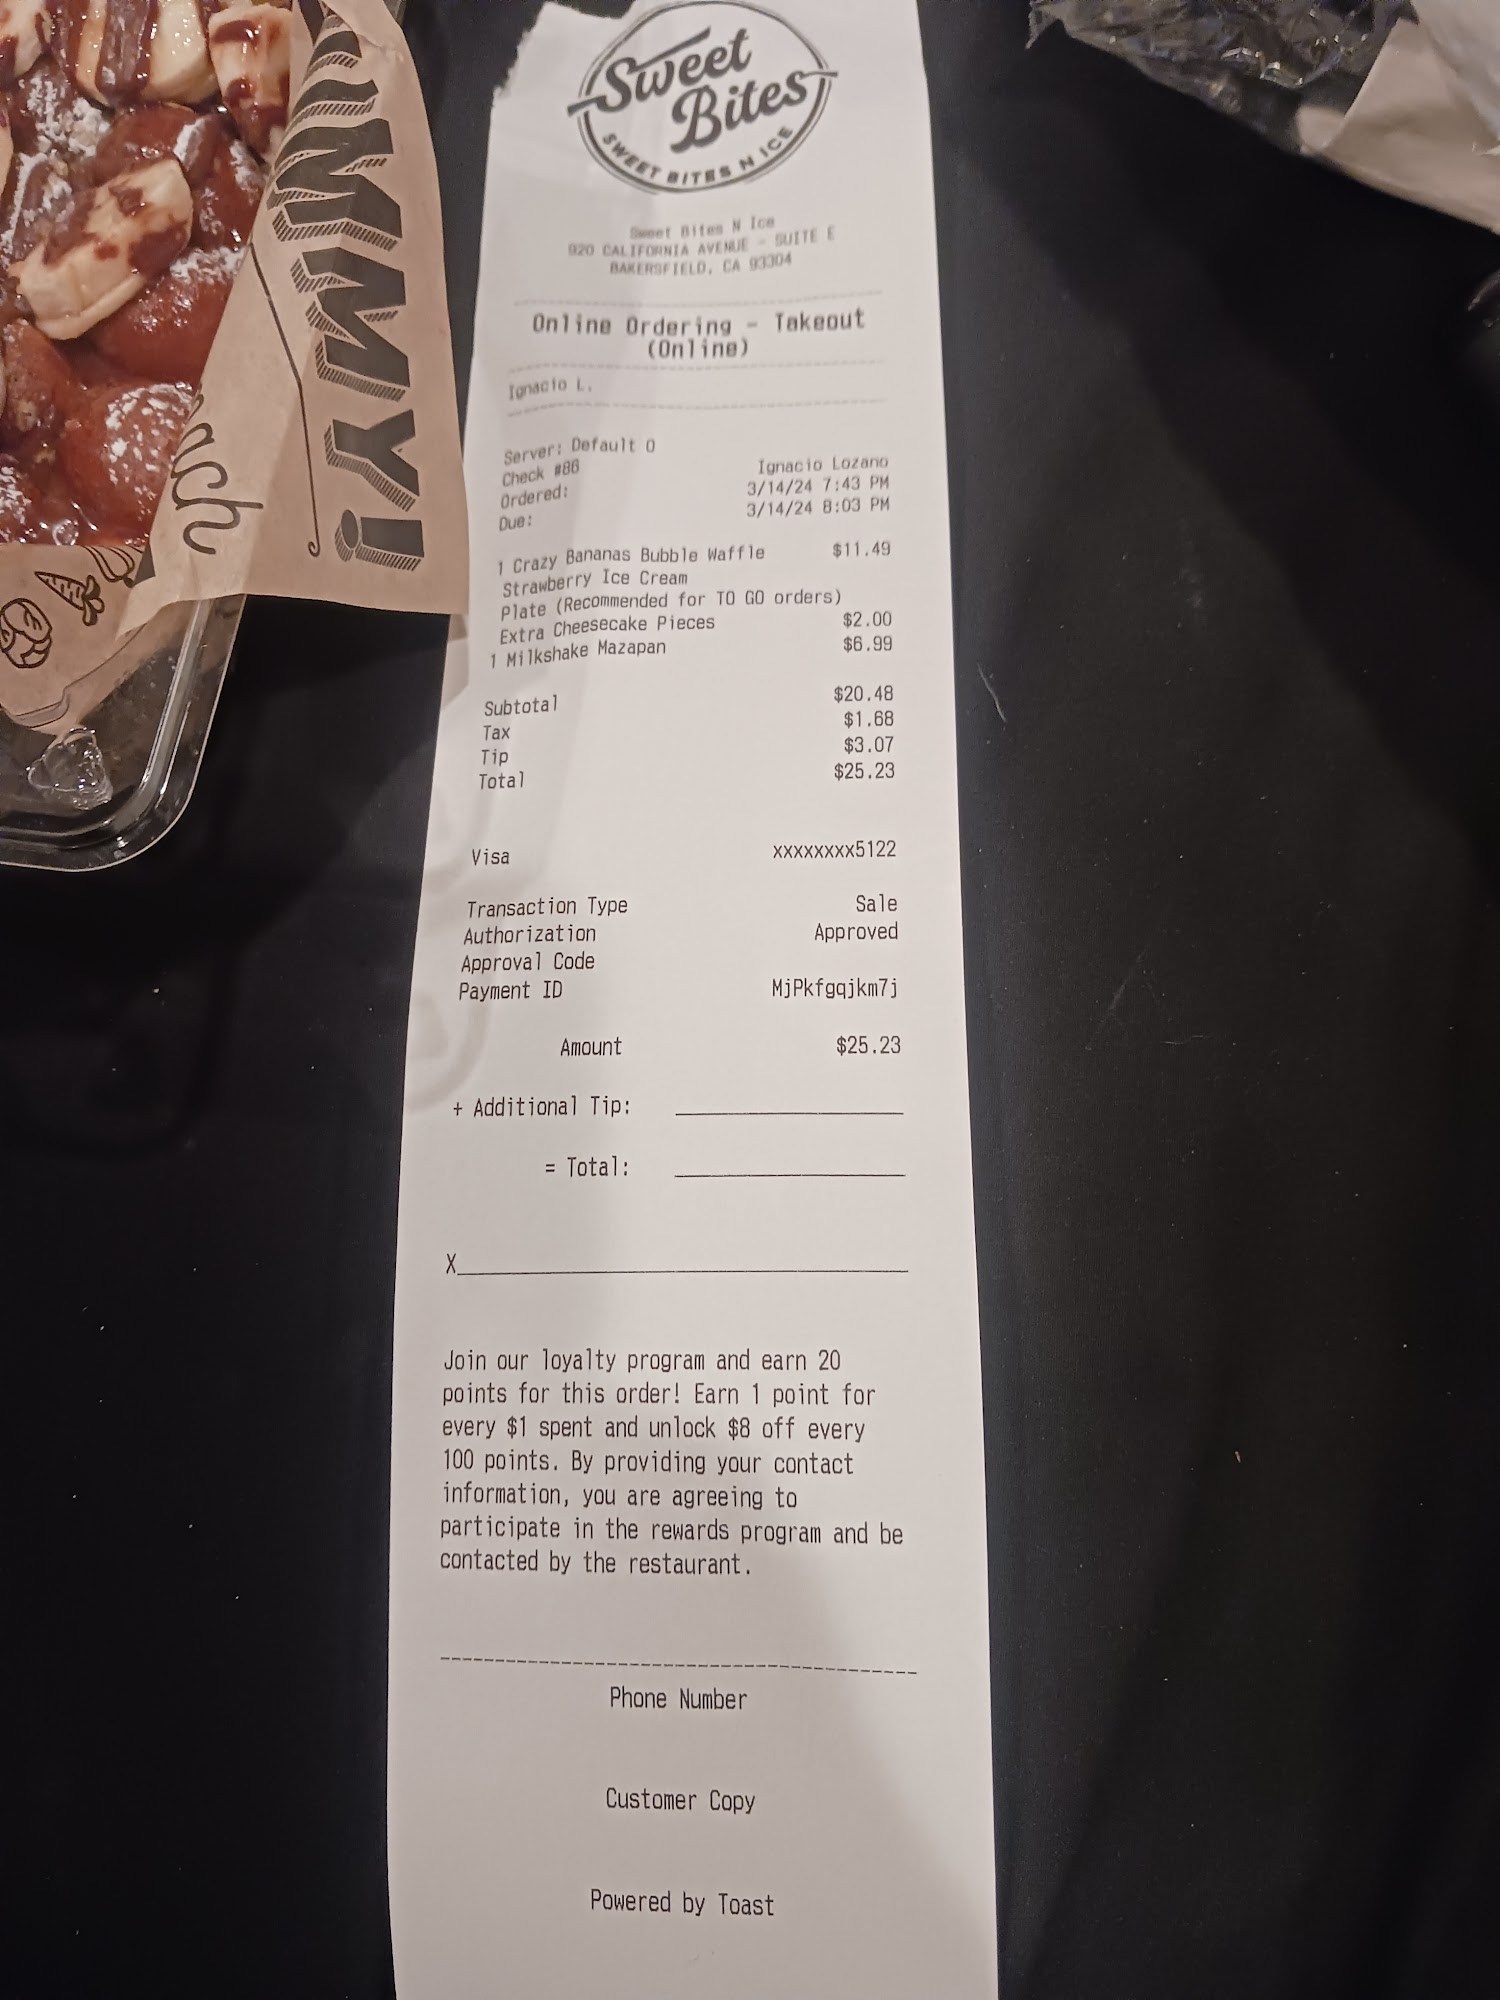 UMMY!
ach
Sweet
Bites
SWEET BITES N ICE
Sweet Bites N Ice
920 CALIFORNIA AVENUE - SUITE E
BAKERSFIELD, CA 93304
Online Ordering - Takeout
(Online)
Ignacio L.
Server: Default O
Check #86 Ignacio Lozano
Ordered: 3/14/24 7:43 PM
Due: 3/14/24 8:03 PM
1 Crazy Bananas Bubble Waffle $11.49
Strawberry Ice Cream
Plate (Recommended for TO GO orders)
Extra Cheesecake Pieces $2.00
1 Milkshake Mazapan $6.99
Subtotal $20.48
Tax $1.68
Tip $3.07
Total $25.23
Visa xxxxxxxx5122
Transaction Type Sale
Authorization Approved
Approval Code
Payment ID MjPkfgqjkm7j
Amount $25.23
+ Additional Tip:
= Total:
X
Join our loyalty program and earn 20
points for this order! Earn 1 point for
every $1 spent and unlock $8 off every
100 points. By providing your contact
information, you are agreeing to
participate in the rewards program and be
contacted by the restaurant.
Phone Number
Customer Copy
Powered by Toast